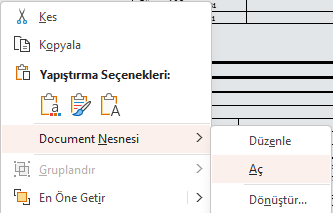 Kes
Kopyala
Yapıştırma Seçenekleri:
Document Nesnesi
Düzenle
Gruplandır
Aç
En Öne Getir
Dönüştür...